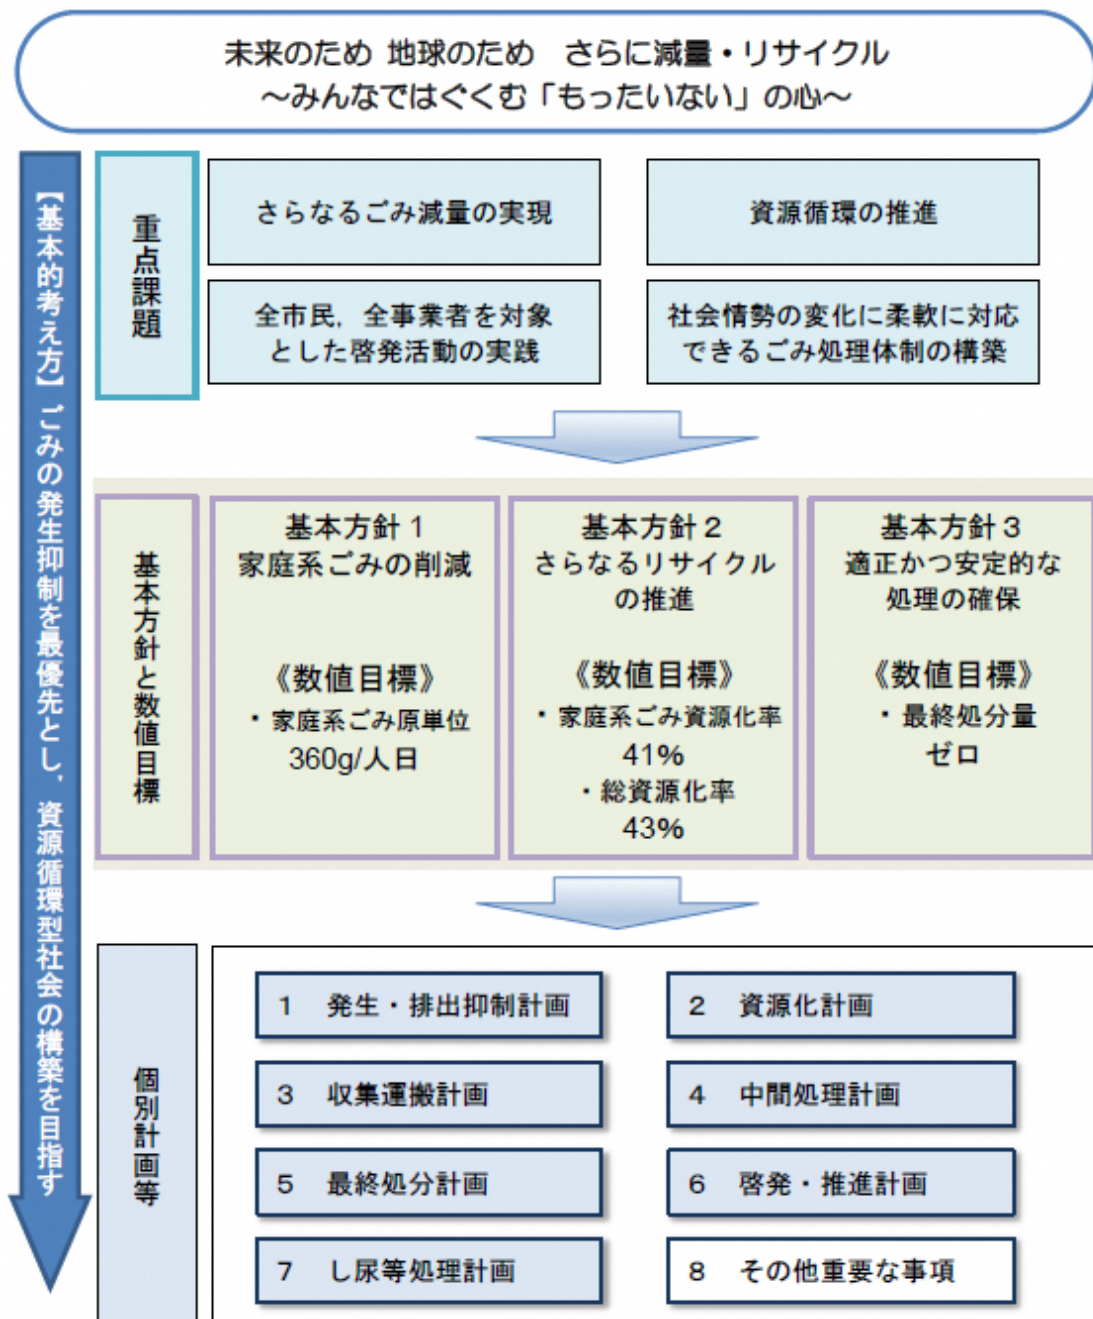 未来のため 地球のため　さらに減量・リサイクル
～みんなではぐくむ「もったいない」の心～
【基本的考え方】ごみの発生抑制を最優先とし，資源循環型社会の構築を目指す
重点課題
さらなるごみ減量の実現
資源循環の推進
全市民，全事業者を対象
とした啓発活動の実践
社会情勢の変化に柔軟に対応
できるごみ処理体制の構築
基本方針と数値目標
基本方針１
家庭系ごみの削減
《数値目標》
・家庭系ごみ原単位
360g/人日
基本方針２
さらなるリサイクル
の推進
《数値目標》
・家庭系ごみ資源化率
41%
・総資源化率
43%
基本方針３
適正かつ安定的な
処理の確保
《数値目標》
・最終処分量
ゼロ
個別計画等
１　発生・排出抑制計画
２　資源化計画
３　収集運搬計画
４　中間処理計画
５　最終処分計画
６　啓発・推進計画
７　し尿等処理計画
８　その他重要な事項